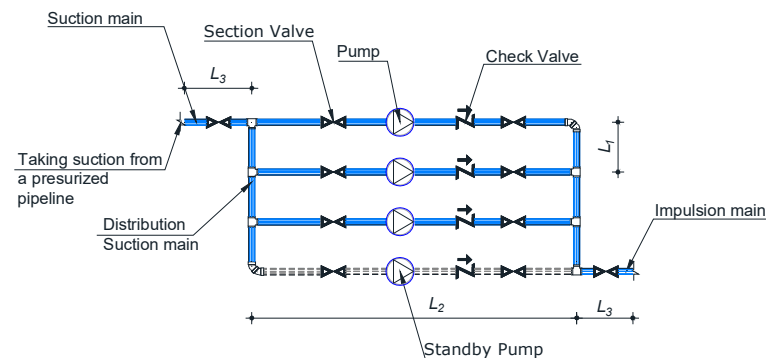 Suction main
Section Valve
Pump
Check Valve
L3
Taking suction from
a presurized
pipeline
L1
Distribution
Suction main
Impulsion main
L2
L3
Standby Pump